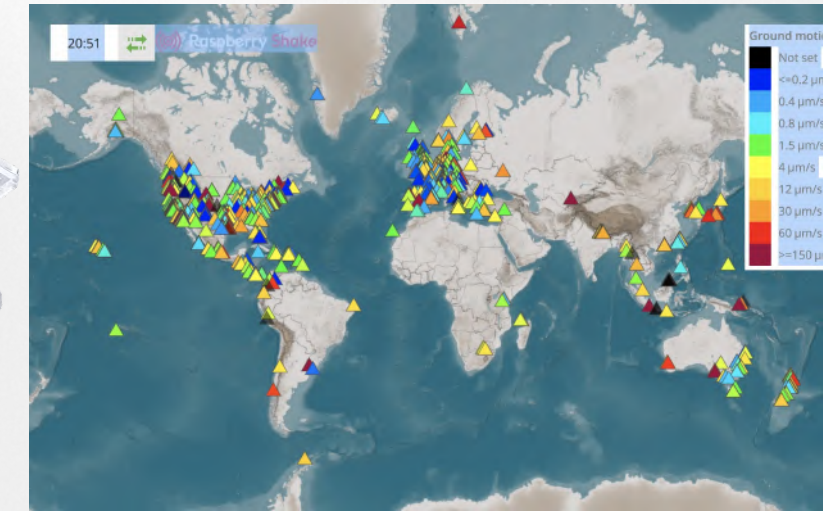 20:51
Raspberry Shake
Ground motio
Not set
<=0.2 µm
0.4 µm/s
0.8 µm/s
1.5 µm/s
4 µm/s
12 µm/s
30 µm/s
60 µm/s
>=150 µm